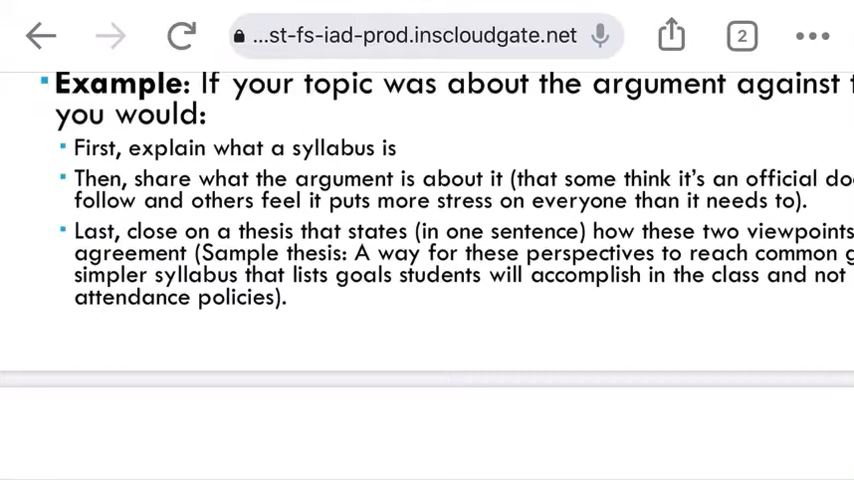 ...st-fs-iad-prod.inscloudgate.net
2
Example: If your topic was about the argument against
you would:
First, explain what a syllabus is
Then, share what the argument is about it (that some think it's an official
follow and others feel it puts more stress on everyone than it needs to).
Last, close on a thesis that states (in one sentence) how these two viewpoints
agreement (Sample thesis: A way for these perspectives to reach common
simpler syllabus that lists goals students will accomplish in the class and not
attendance policies).